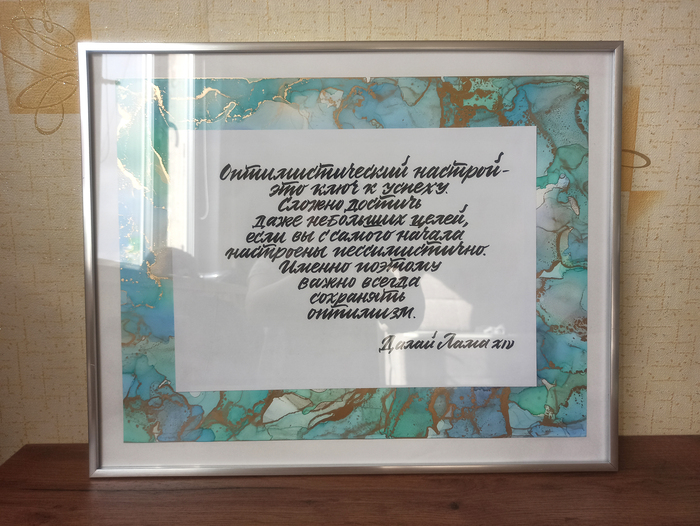 Оптимистический настрой-
это ключ к успеху.
Сложно достичь
даже небольших целей,
если вы с самого начала
настроены пессимистично.
Именно поэтому
важно всегда
сохранять
оптимизм.
Далай Лама XIV